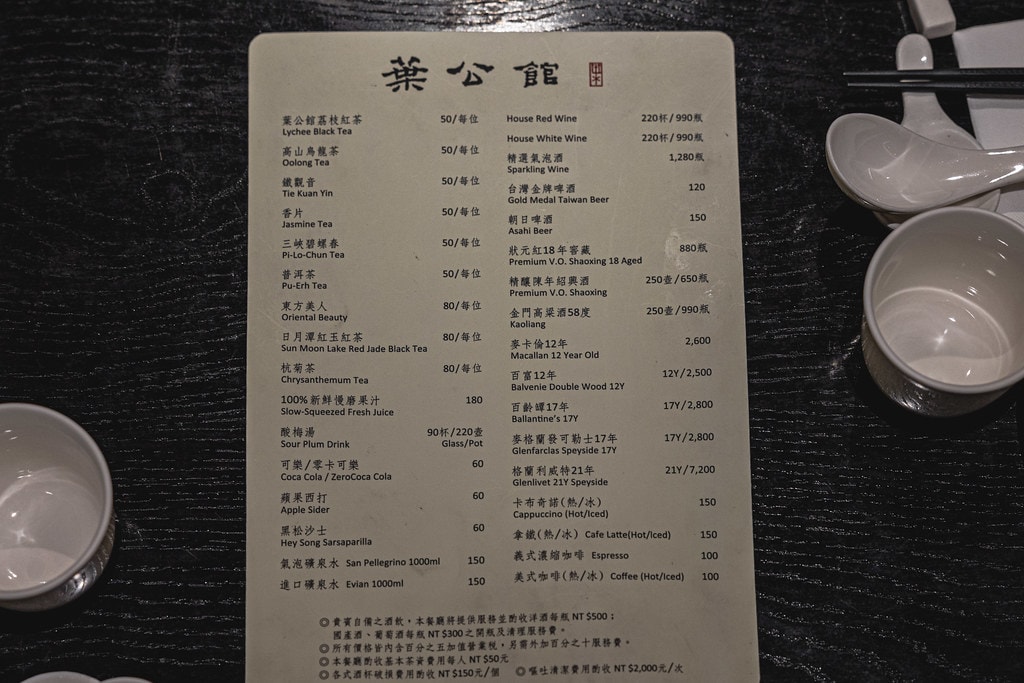 葉公館
葉公館荔枝紅茶 50/每位
Lychee Black Tea
高山烏龍茶 50/每位
Oolong Tea
鐵觀音 50/每位
Tie Kuan Yin
香片 50/每位
Jasmine Tea
三峽碧螺春 50/每位
Pi-Lo-Chun Tea
普洱茶 50/每位
Pu-Erh Tea
東方美人 80/每位
Oriental Beauty
日月潭紅玉紅茶 80/每位
Sun Moon Lake Red Jade Black Tea
杭菊茶 80/每位
Chrysanthemum Tea
100%新鮮慢磨果汁 180
Slow-Squeezed Fresh Juice
酸梅湯 90杯/220壺
Sour Plum Drink Glass/Pot
可樂/零卡可樂 60
Coca Cola / ZeroCoca Cola
蘋果西打 60
Apple Sider
黑松沙士 60
Hey Song Sarsaparilla
氣泡礦泉水 San Pellegrino 1000ml 150
進口礦泉水 Evian 1000ml 150
House Red Wine 220杯/990瓶
House White Wine 220杯/990瓶
精選氣泡酒 1,280瓶
Sparkling Wine
台灣金牌啤酒 120
Gold Medal Taiwan Beer
朝日啤酒 150
Asahi Beer
狀元紅18年窖藏 880瓶
Premium V.O. Shaoxing 18 Aged
精釀陳年紹興酒 250壺/650瓶
Premium V.O. Shaoxing
金門高粱酒58度 250壺/990瓶
Kaoliang
麥卡倫12年 2,600
Macallan 12 Year Old
百富12年 12Y/2,500
Balvenie Double Wood 12Y
百齡罈17年 17Y/2,800
Ballantine's 17Y
麥格蘭發可勒士17年 17Y/2,800
Glenfarclas Speyside 17Y
格蘭利威特21年 21Y/7,200
Glenlivet 21Y Speyside
卡布奇諾(熱/冰) 150
Cappuccino (Hot/Iced)
拿鐵(熱/冰) Cafe Latte(Hot/Iced) 150
義式濃縮咖啡 Espresso 100
美式咖啡(熱/冰) Coffee (Hot/Iced) 100
◎ 貴賓自備之酒飲，本餐廳將提供服務並酌收洋酒每瓶 NT $500；
國產酒、葡萄酒每瓶 NT $300 之開瓶及清理服務費。
◎ 所有價格皆內含百分之五加值營業稅，另需外加百分之十服務費。
◎ 本餐廳酌收基本茶資費用每人 NT $50元
◎ 各式酒杯破損費用酌收 NT $150元/個 ◎ 嘔吐清潔費用酌收 NT $2,000元/次